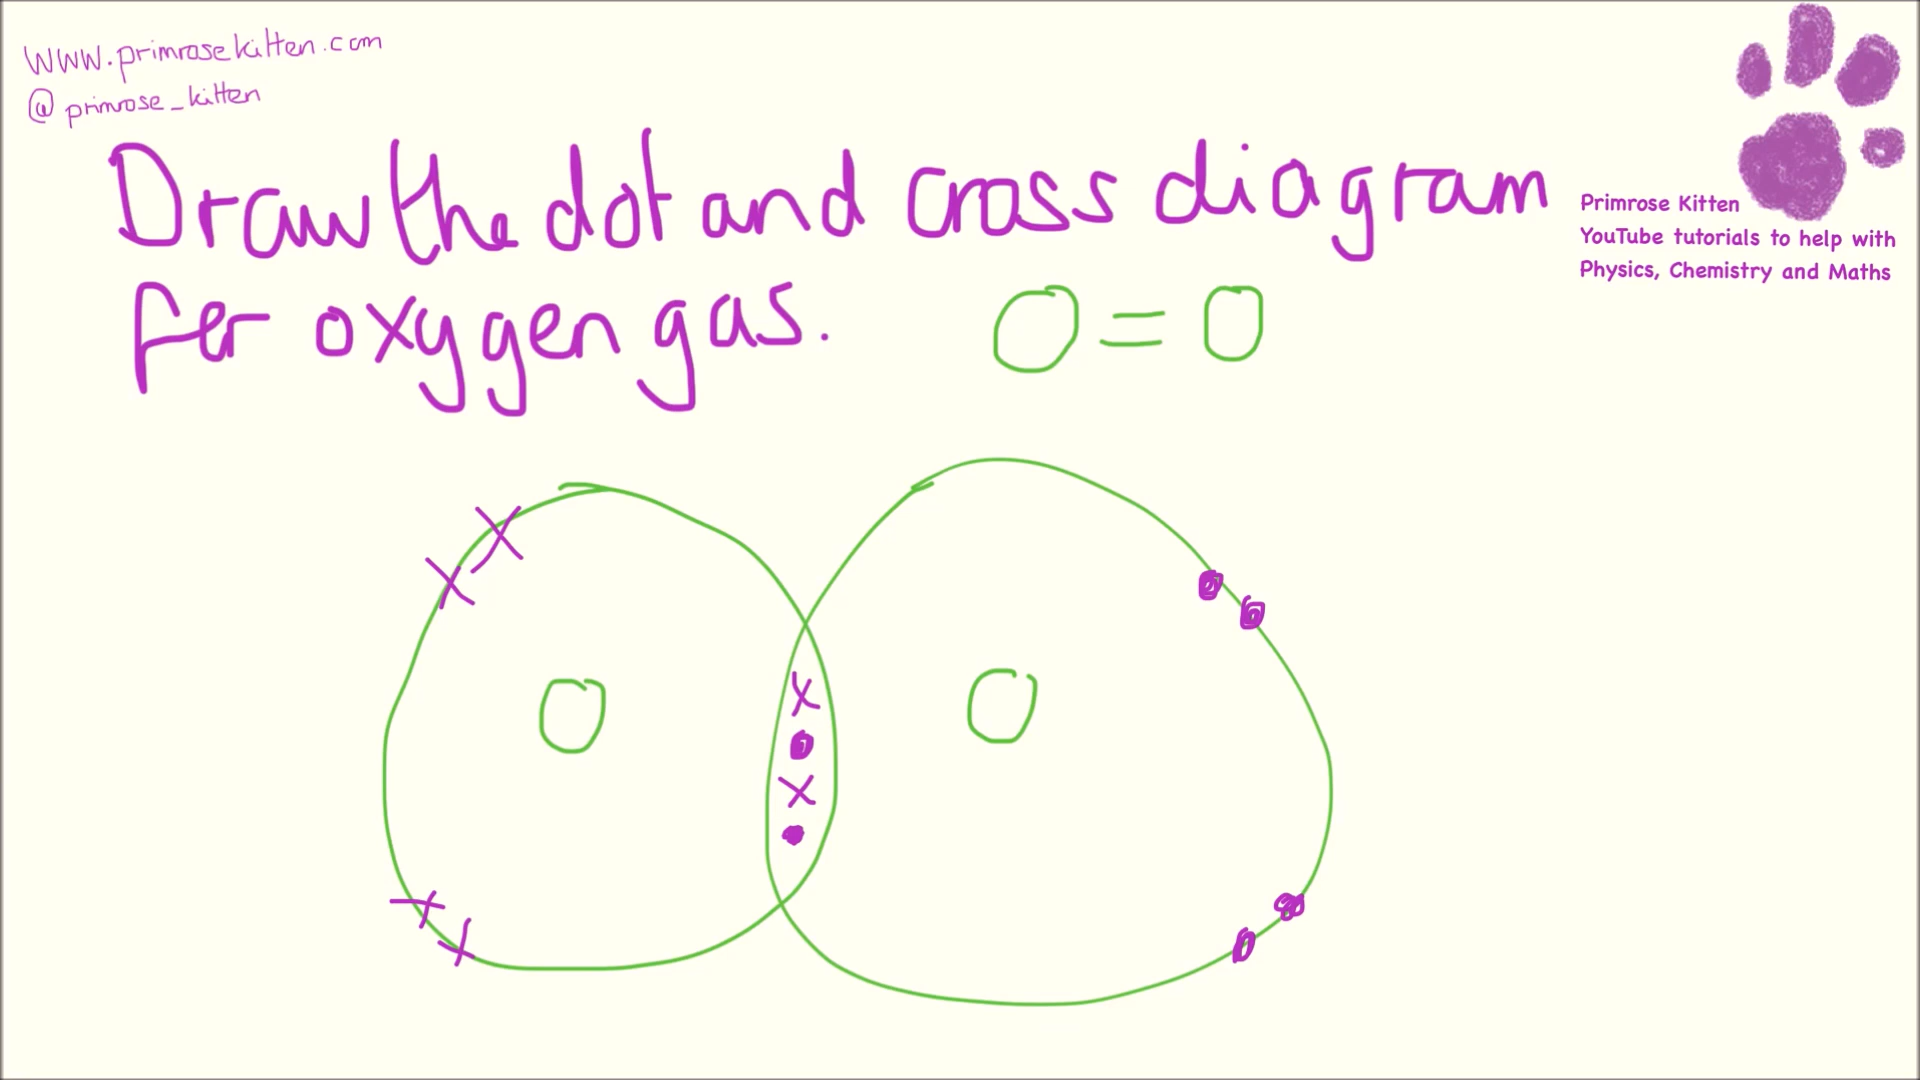 www.primrosekitten.com
@primrose_kitten
Draw the dot and cross diagram
for oxygen gas. O=O
Primrose Kitten
YouTube tutorials to help with
Physics, Chemistry and Maths
O O